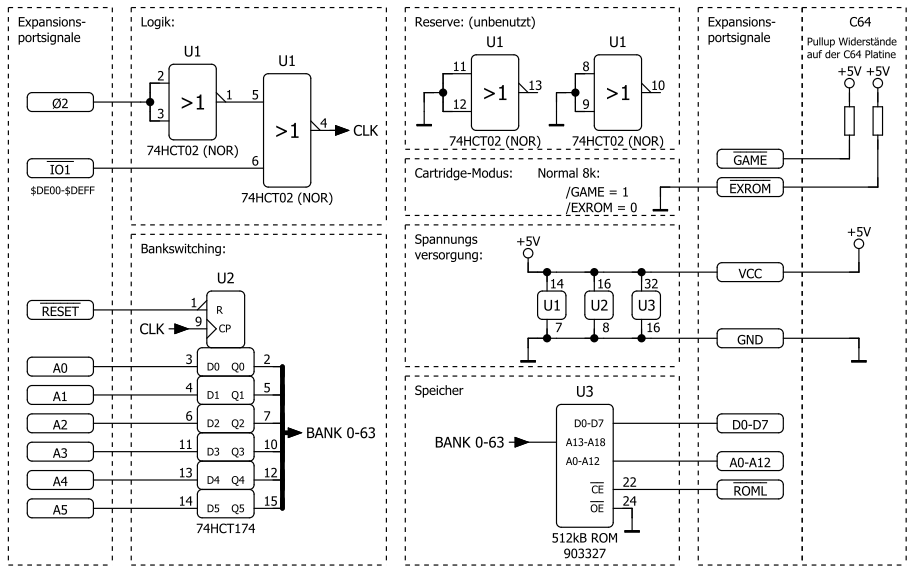 Expansions-
portsignale
Ø2
IO1
$DE00-$DEFF
RESET
A0
A1
A2
A3
A4
A5
Logik:
U1
2
3
>1
1
74HCT02 (NOR)
U1
5
6
>1
4
CLK
74HCT02 (NOR)
Bankswitching:
U2
1
R
CLK
9
CP
3 D0 Q0 2
4 D1 Q1 5
6 D2 Q2 7
11 D3 Q3 10
13 D4 Q4 12
14 D5 Q5 15
74HCT174
BANK 0-63
Reserve: (unbenutzt)
U1
11
12
>1
13
74HCT02 (NOR)
U1
8
9
>1
10
74HCT02 (NOR)
Cartridge-Modus:
Normal 8k:
/GAME = 1
/EXROM = 0
Spannungs
versorgung:
+5V
14 16 32
U1 U2 U3
7 8 16
Speicher
U3
BANK 0-63
D0-D7
A13-A18
A0-A12
CE
22
OE
24
512kB ROM
903327
Expansions-
portsignale
GAME
EXROM
VCC
GND
D0-D7
A0-A12
ROML
C64
Pullup Widerstände
auf der C64 Platine
+5V +5V
+5V